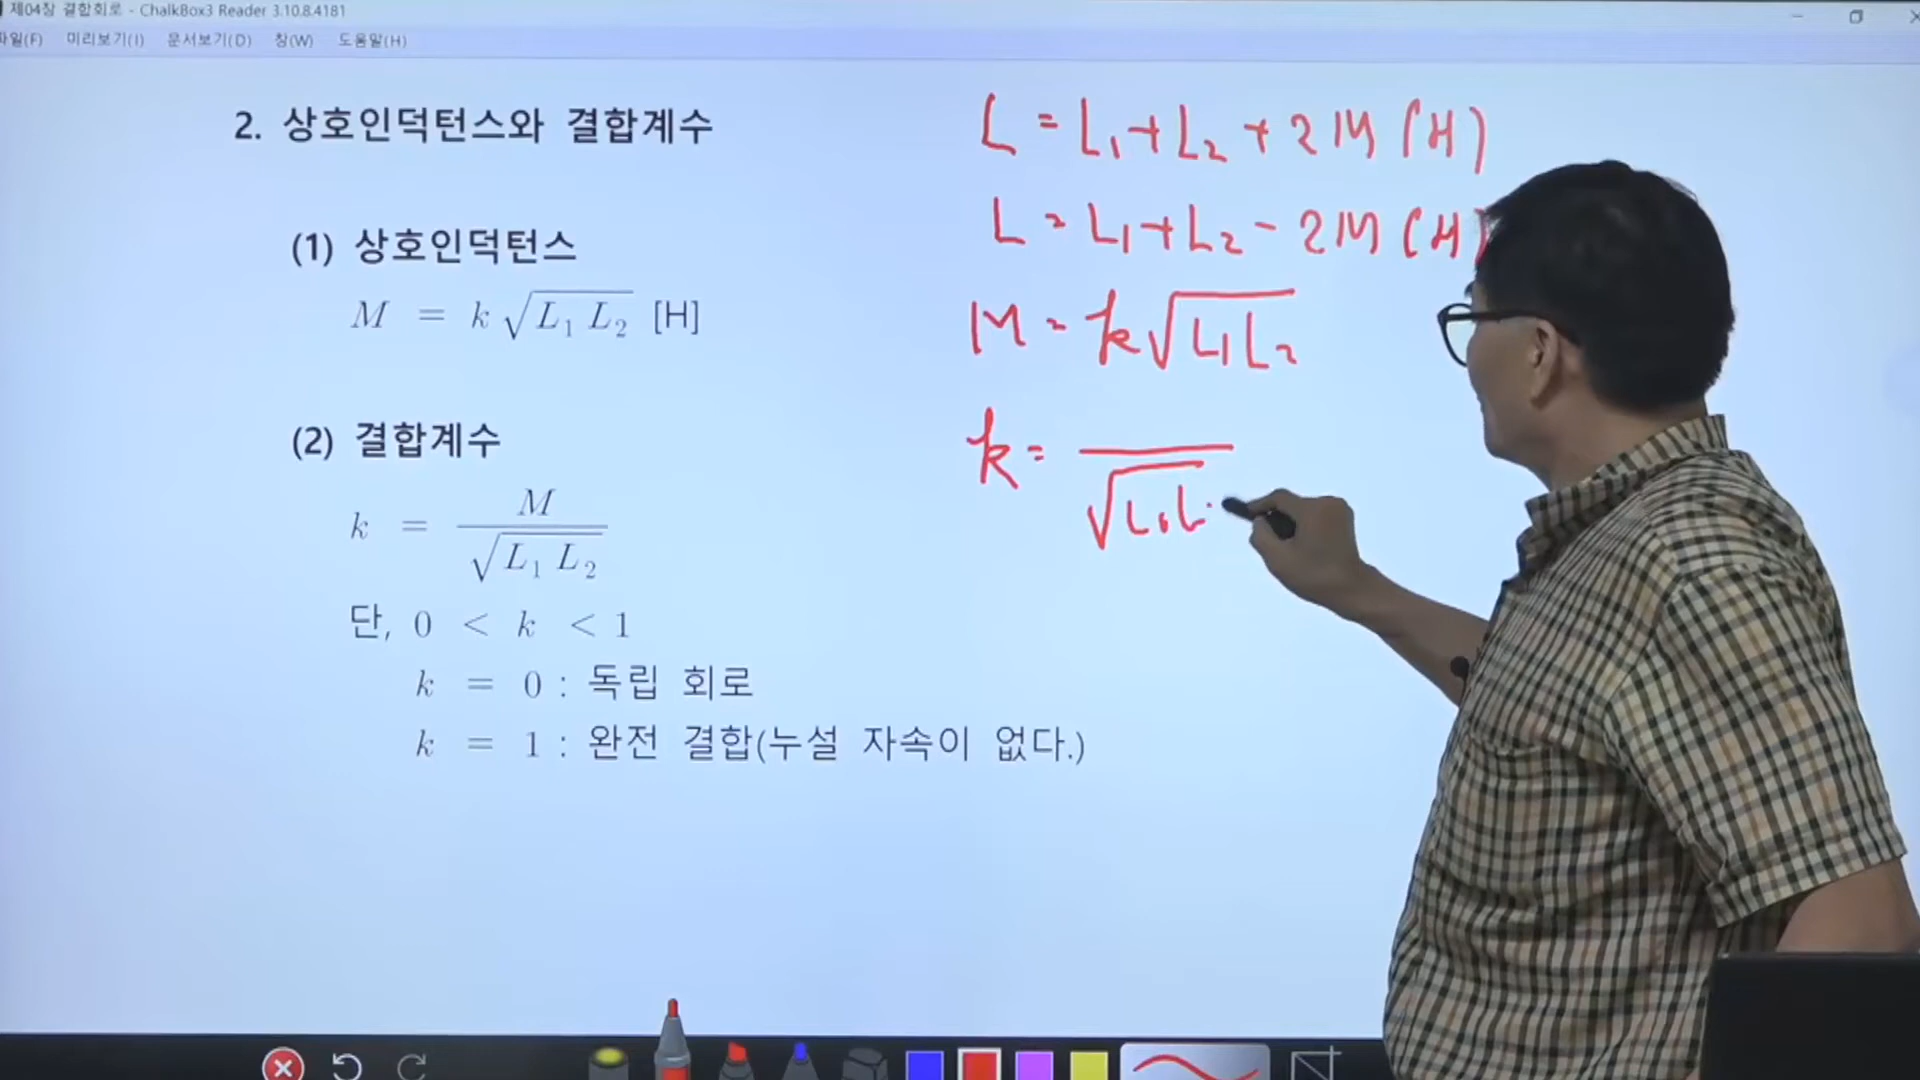 제04장 결합회로 - ChalkBox3 Reader 3.10.8.4181
파일(F) 미리보기(I) 문서보기(D) 창(W) 도움말(H)
2. 상호인덕턴스와 결합계수
(1) 상호인덕턴스
M = k √(L₁ L₂) [H]
(2) 결합계수
k = M / √(L₁ L₂)
단, 0 < k < 1
k = 0 : 독립 회로
k = 1 : 완전 결합(누설 자속이 없다.)
L = L₁ + L₂ + 2M (H)
L = L₁ + L₂ - 2M (H)
M = k√(L₁L₂)
k = / √(L₁L